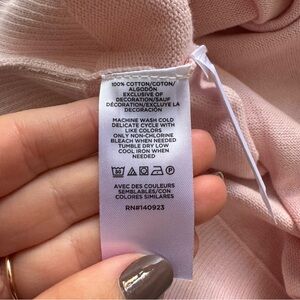 100% COTTON/COTON/
ALGODÓN
EXCLUSIVE OF
DECORATION/SAUF
DÉCORATION/EXCLUYE LA
DECORACIÓN
MACHINE WASH COLD
DELICATE CYCLE WITH
LIKE COLORS
ONLY NON-CHLORINE
BLEACH WHEN NEEDED
TUMBLE DRY LOW
COOL IRON WHEN
NEEDED
AVEC DES COULEURS
SEMBLABLES/CON
COLORES SIMILARES
RN#140923